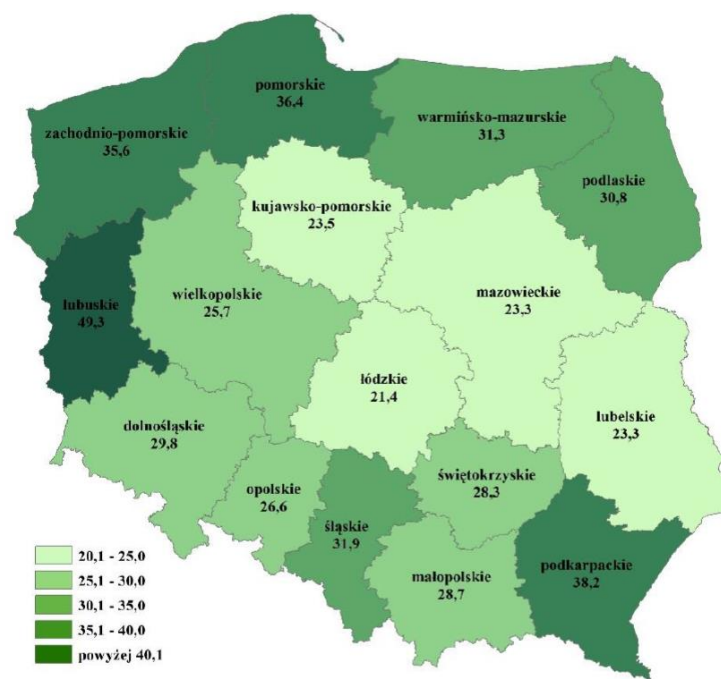 pomorskie
36,4
zachodnio-pomorskie
35,6
warmińsko-mazurskie
31,3
podlaskie
30,8
kujawsko-pomorskie
23,5
lubuskie
49,3
wielkopolskie
25,7
mazowieckie
23,3
łódzkie
21,4
lubelskie
23,3
dolnośląskie
29,8
opolskie
26,6
śląskie
31,9
świętokrzyskie
28,3
małopolskie
28,7
podkarpackie
38,2
20,1 - 25,0
25,1 - 30,0
30,1 - 35,0
35,1 - 40,0
powyżej 40,1